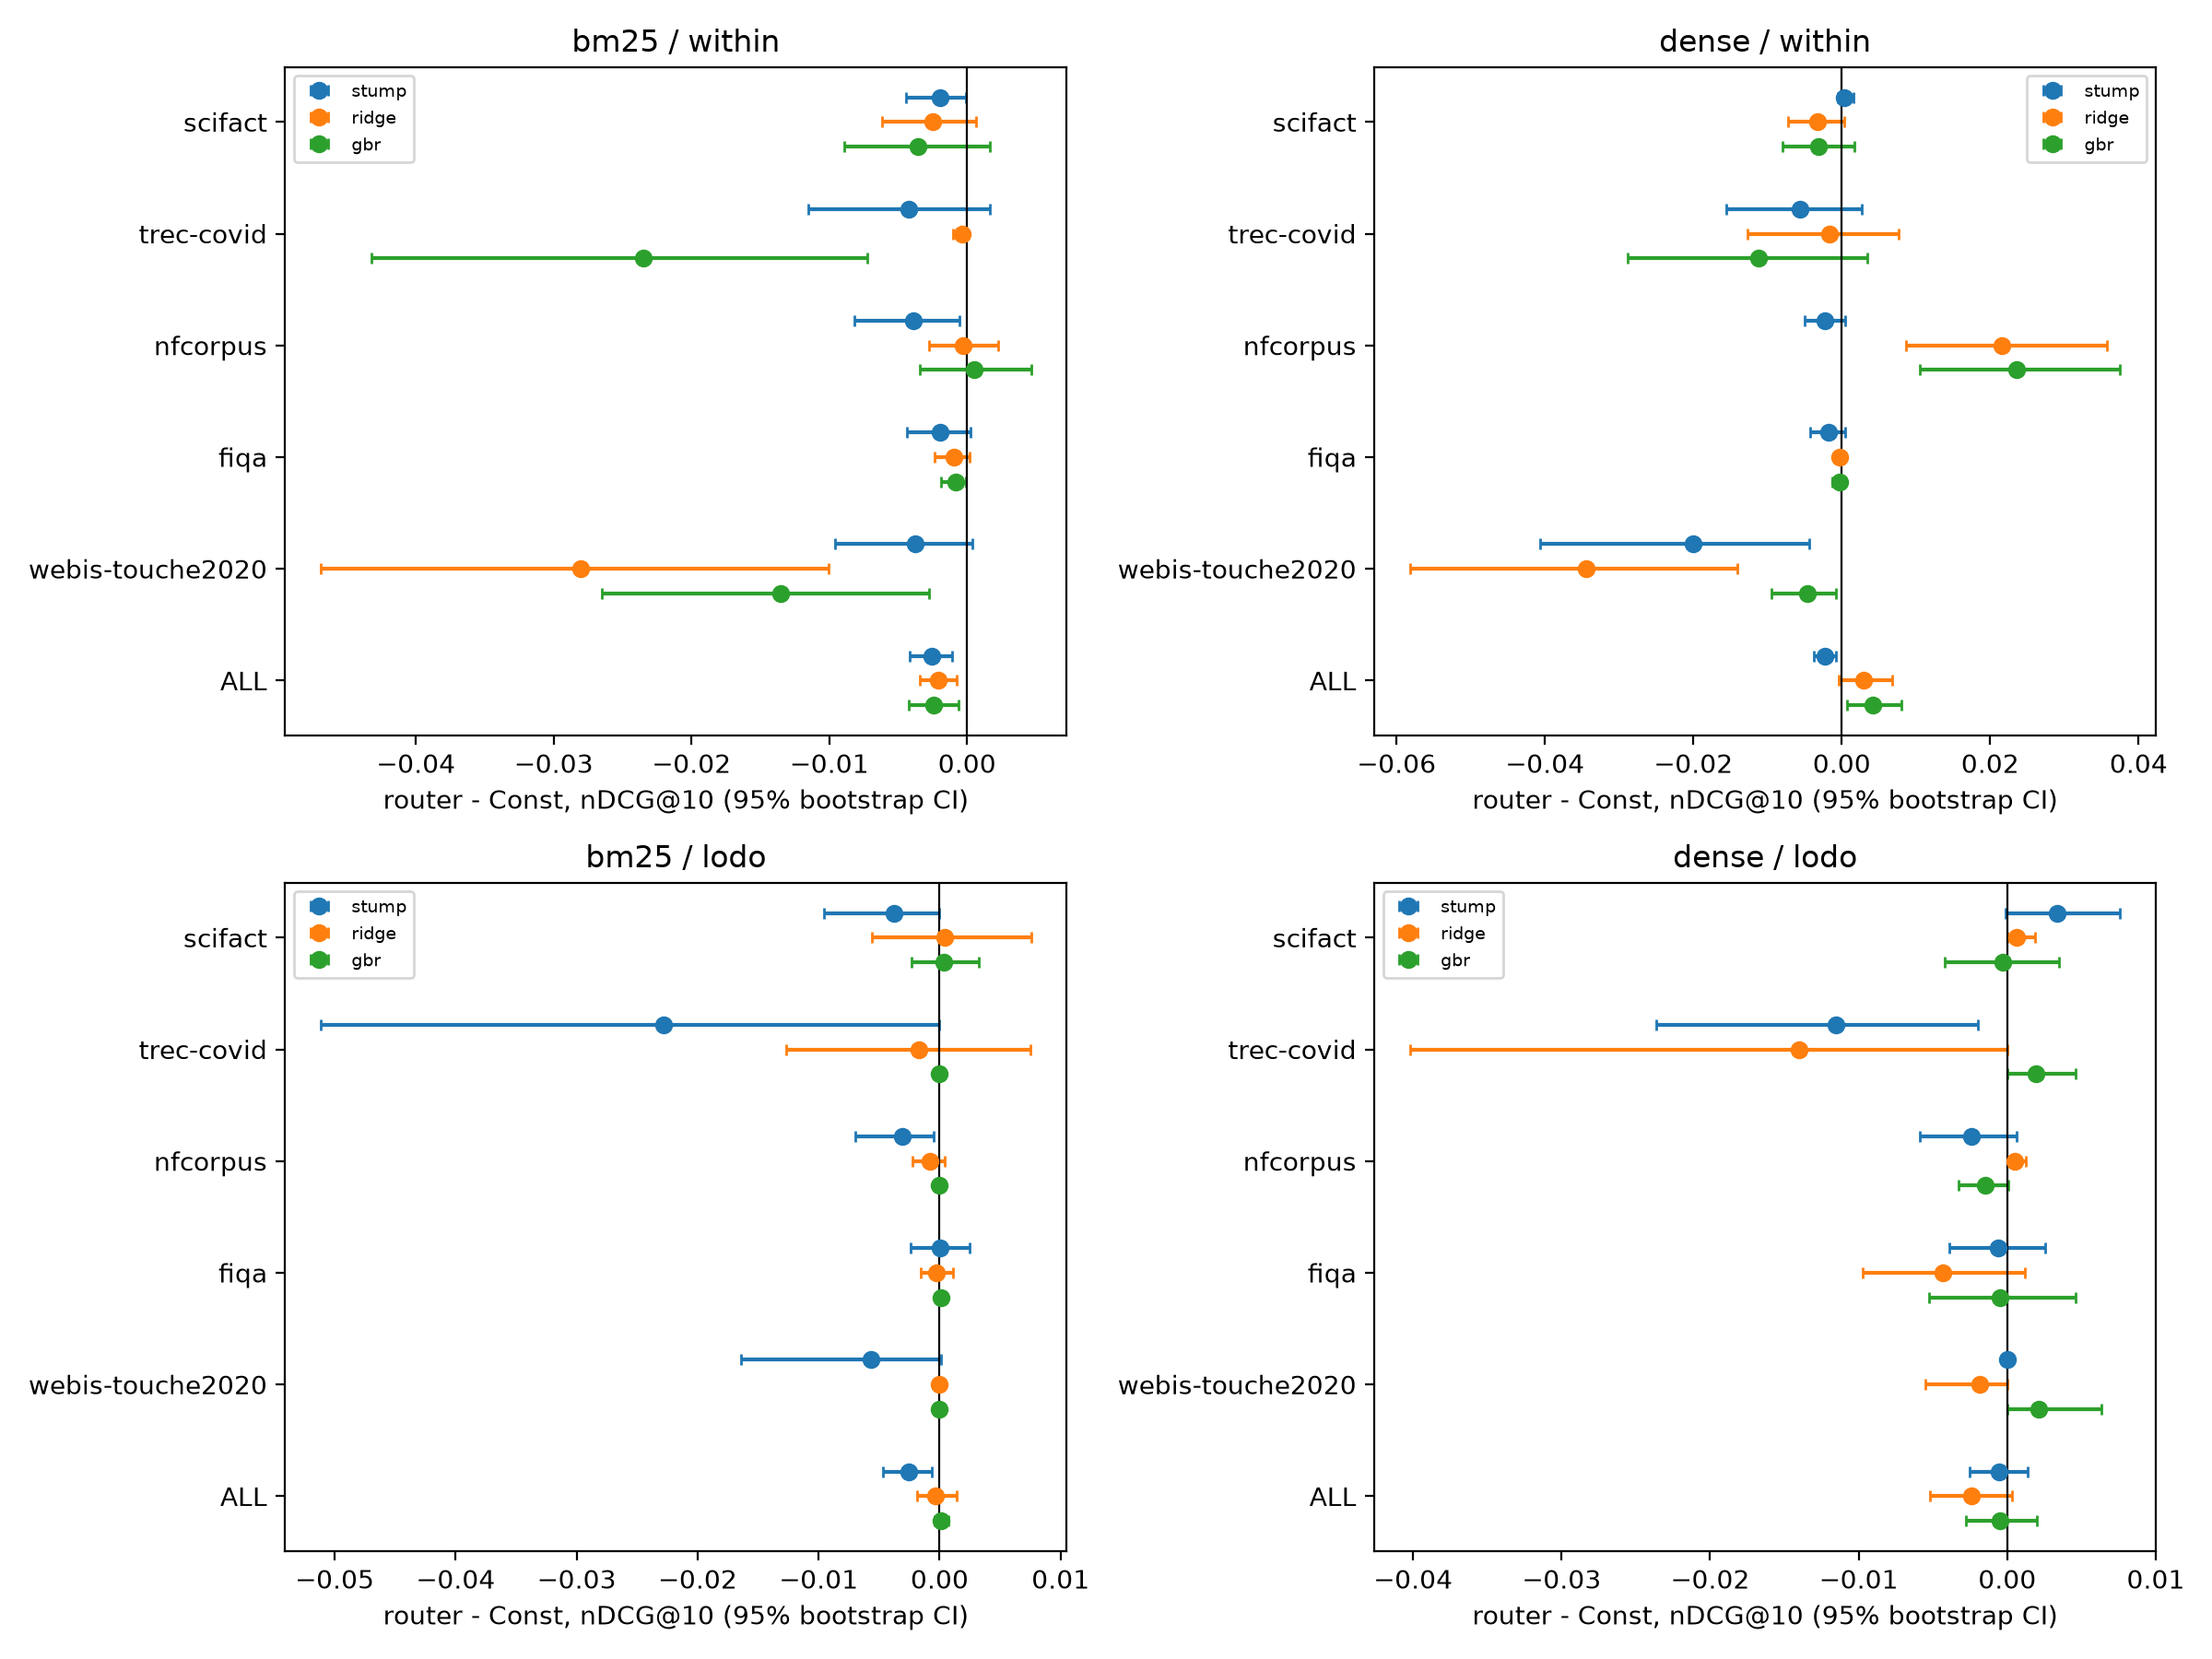 bm25 / within
stump
ridge
gbr
scifact
trec-covid
nfcorpus
fiqa
webis-touche2020
ALL
−0.04 −0.03 −0.02 −0.01 0.00
router - Const, nDCG@10 (95% bootstrap CI)
dense / within
stump
ridge
gbr
scifact
trec-covid
nfcorpus
fiqa
webis-touche2020
ALL
−0.06 −0.04 −0.02 0.00 0.02 0.04
router - Const, nDCG@10 (95% bootstrap CI)
bm25 / lodo
stump
ridge
gbr
scifact
trec-covid
nfcorpus
fiqa
webis-touche2020
ALL
−0.05 −0.04 −0.03 −0.02 −0.01 0.00 0.01
router - Const, nDCG@10 (95% bootstrap CI)
dense / lodo
stump
ridge
gbr
scifact
trec-covid
nfcorpus
fiqa
webis-touche2020
ALL
−0.04 −0.03 −0.02 −0.01 0.00 0.01
router - Const, nDCG@10 (95% bootstrap CI)